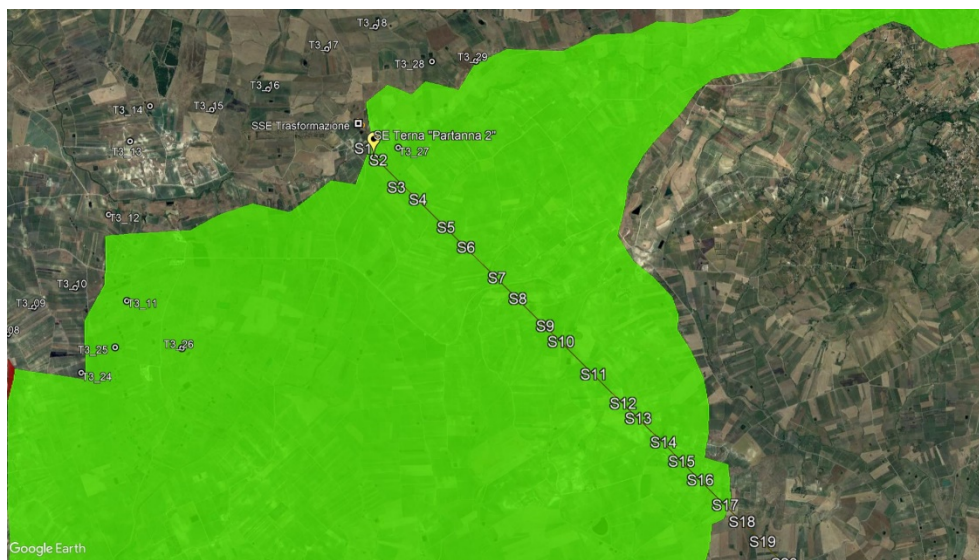 T3_18
T3_17
T3_28
T3_29
T3_16
T3_14
T3_15
SSE Trasformazione
SE Terna "Partanna 2"
T3_13
S1
T3_27
S2
S3
S4
T3_12
S5
S6
S7
T3_10
S8
T3_09
T3_11
08
S9
S10
T3_25
T3_26
T3_24
S11
S12
S13
S14
S15
S16
S17
S18
S19
Google Earth